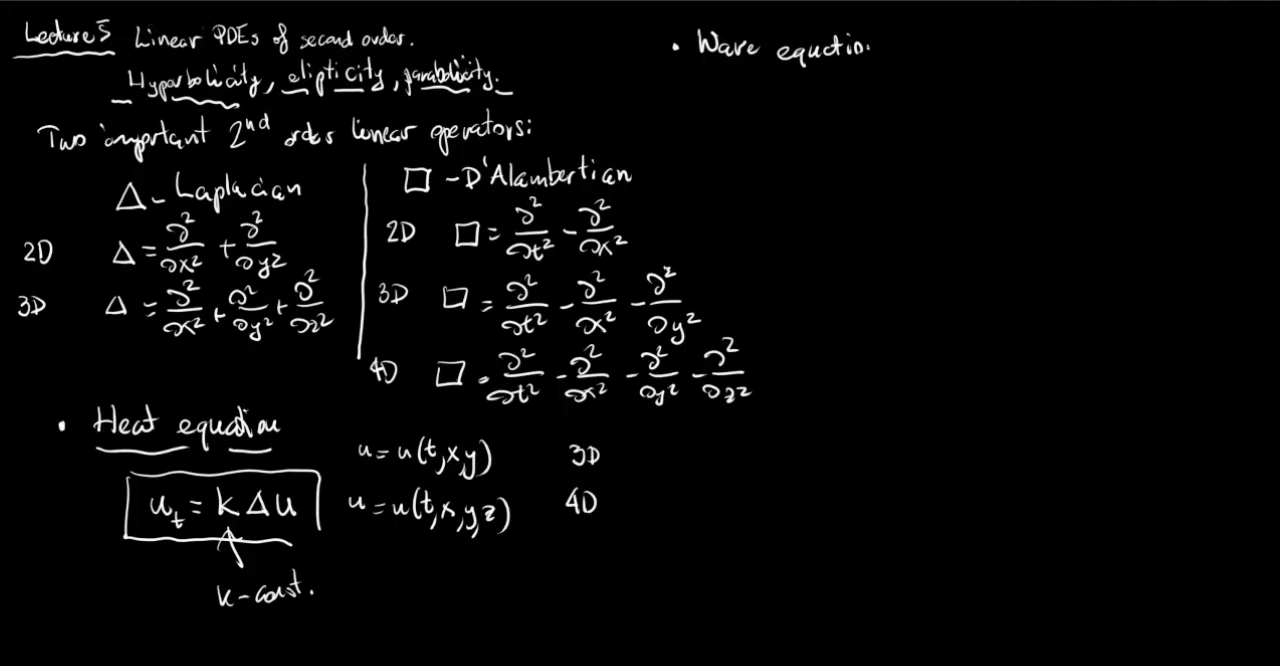 Lecture 5 Linear PDEs of second order.
Hyperbolicity, elipticity, parabolicity.
Two important 2nd order linear operators:
Δ - Laplacian
2D Δ = ∂²/∂x² + ∂²/∂y²
3D Δ = ∂²/∂x² + ∂²/∂y² + ∂²/∂z²
□ - D'Alambertian
2D □ = ∂²/∂t² - ∂²/∂x²
3D □ = ∂²/∂t² - ∂²/∂x² - ∂²/∂y²
4D □ = ∂²/∂t² - ∂²/∂x² - ∂²/∂y² - ∂²/∂z²
• Heat equation
u_t = k Δ u
k - const.
u = u(t, x, y) 3D
u = u(t, x, y, z) 4D
• Wave equation